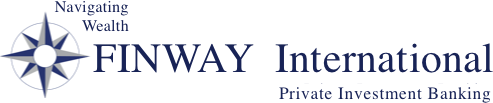 Navigating
Wealth
FINWAY International
Private Investment Banking